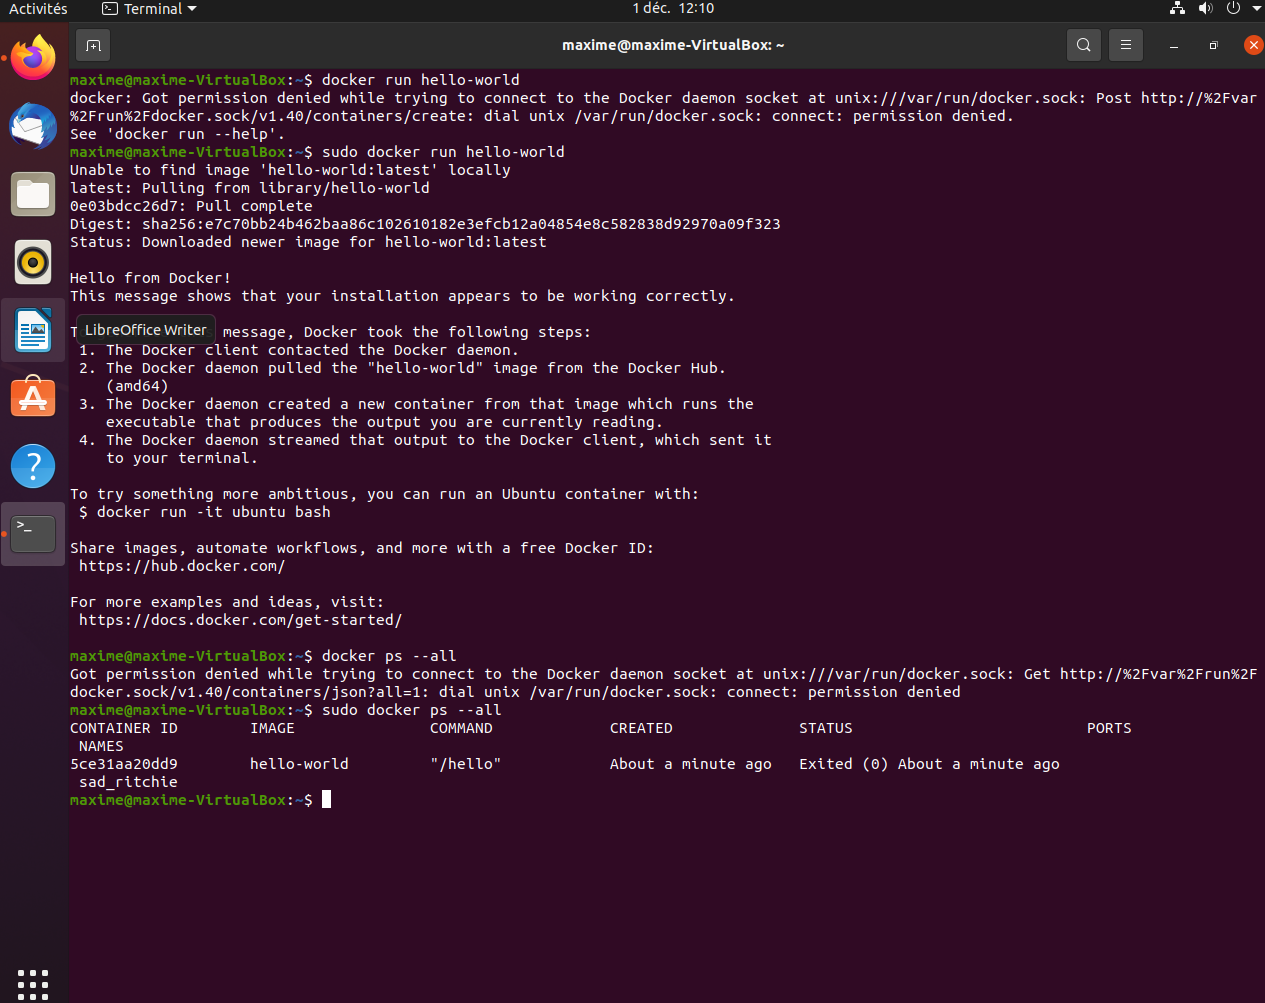 Activités
Terminal
1 déc. 12:10
maxime@maxime-VirtualBox: ~
maxime@maxime-VirtualBox:~$ docker run hello-world
docker: Got permission denied while trying to connect to the Docker daemon socket at unix:///var/run/docker.sock: Post http://%2Fvar
%2Frun%2Fdocker.sock/v1.40/containers/create: dial unix /var/run/docker.sock: connect: permission denied.
See 'docker run --help'.
maxime@maxime-VirtualBox:~$ sudo docker run hello-world
Unable to find image 'hello-world:latest' locally
latest: Pulling from library/hello-world
0e03bdcc26d7: Pull complete
Digest: sha256:e7c70bb24b462baa86c102610182e3efcb12a04854e8c582838d92970a09f323
Status: Downloaded newer image for hello-world:latest
Hello from Docker!
This message shows that your installation appears to be working correctly.
LibreOffice Writer
message, Docker took the following steps:
1. The Docker client contacted the Docker daemon.
2. The Docker daemon pulled the "hello-world" image from the Docker Hub.
(amd64)
3. The Docker daemon created a new container from that image which runs the
executable that produces the output you are currently reading.
4. The Docker daemon streamed that output to the Docker client, which sent it
to your terminal.
To try something more ambitious, you can run an Ubuntu container with:
$ docker run -it ubuntu bash
Share images, automate workflows, and more with a free Docker ID:
https://hub.docker.com/
For more examples and ideas, visit:
https://docs.docker.com/get-started/
maxime@maxime-VirtualBox:~$ docker ps --all
Got permission denied while trying to connect to the Docker daemon socket at unix:///var/run/docker.sock: Get http://%2Fvar%2Frun%2F
docker.sock/v1.40/containers/json?all=1: dial unix /var/run/docker.sock: connect: permission denied
maxime@maxime-VirtualBox:~$ sudo docker ps --all
CONTAINER ID IMAGE COMMAND CREATED STATUS PORTS
NAMES
5ce31aa20dd9 hello-world "/hello" About a minute ago Exited (0) About a minute ago
sad_ritchie
maxime@maxime-VirtualBox:~$